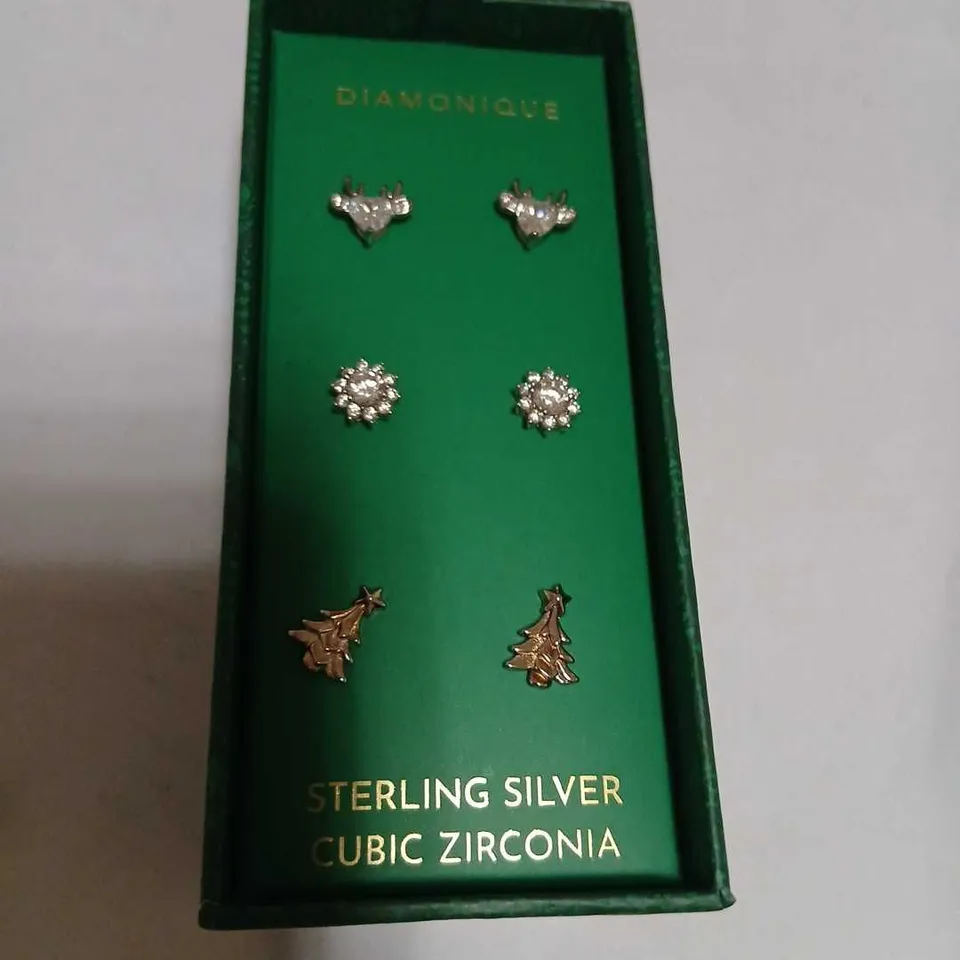 DIAMONIQUE
STERLING SILVER
CUBIC ZIRCONIA